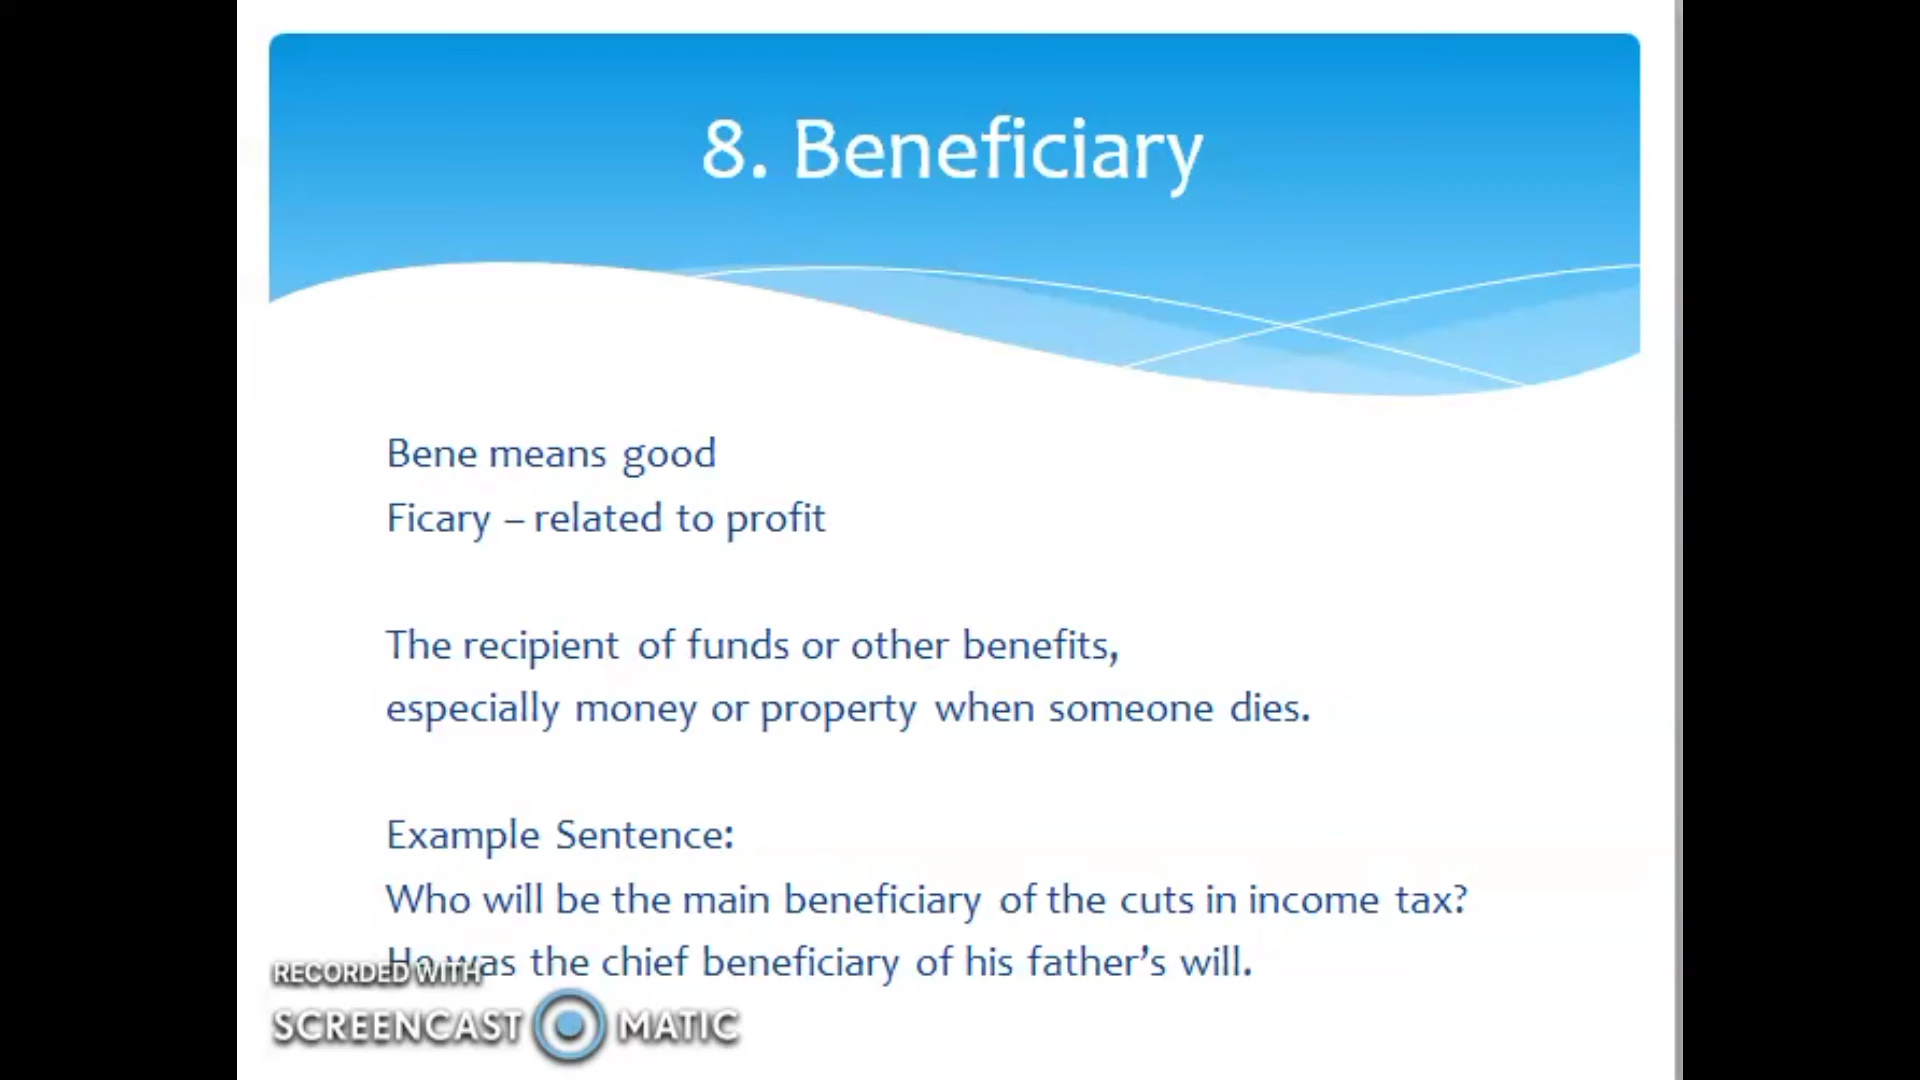 8. Beneficiary
Bene means good
Ficary – related to profit
The recipient of funds or other benefits,
especially money or property when someone dies.
Example Sentence:
Who will be the main beneficiary of the cuts in income tax?
He was the chief beneficiary of his father's will.
RECORDED WITH
SCREENCAST MATIC